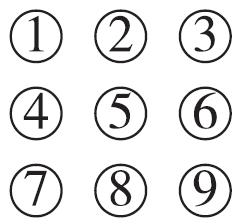 ① ② ③
④ ⑤ ⑥
⑦ ⑧ ⑨